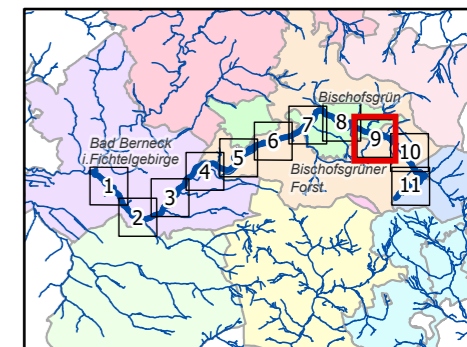 Bischofsgrün
7
8
9
6
Bad Berneck
i.Fichtelgebirge
5
10
4
Bischofsgrüner
Forst
11
1
3
2